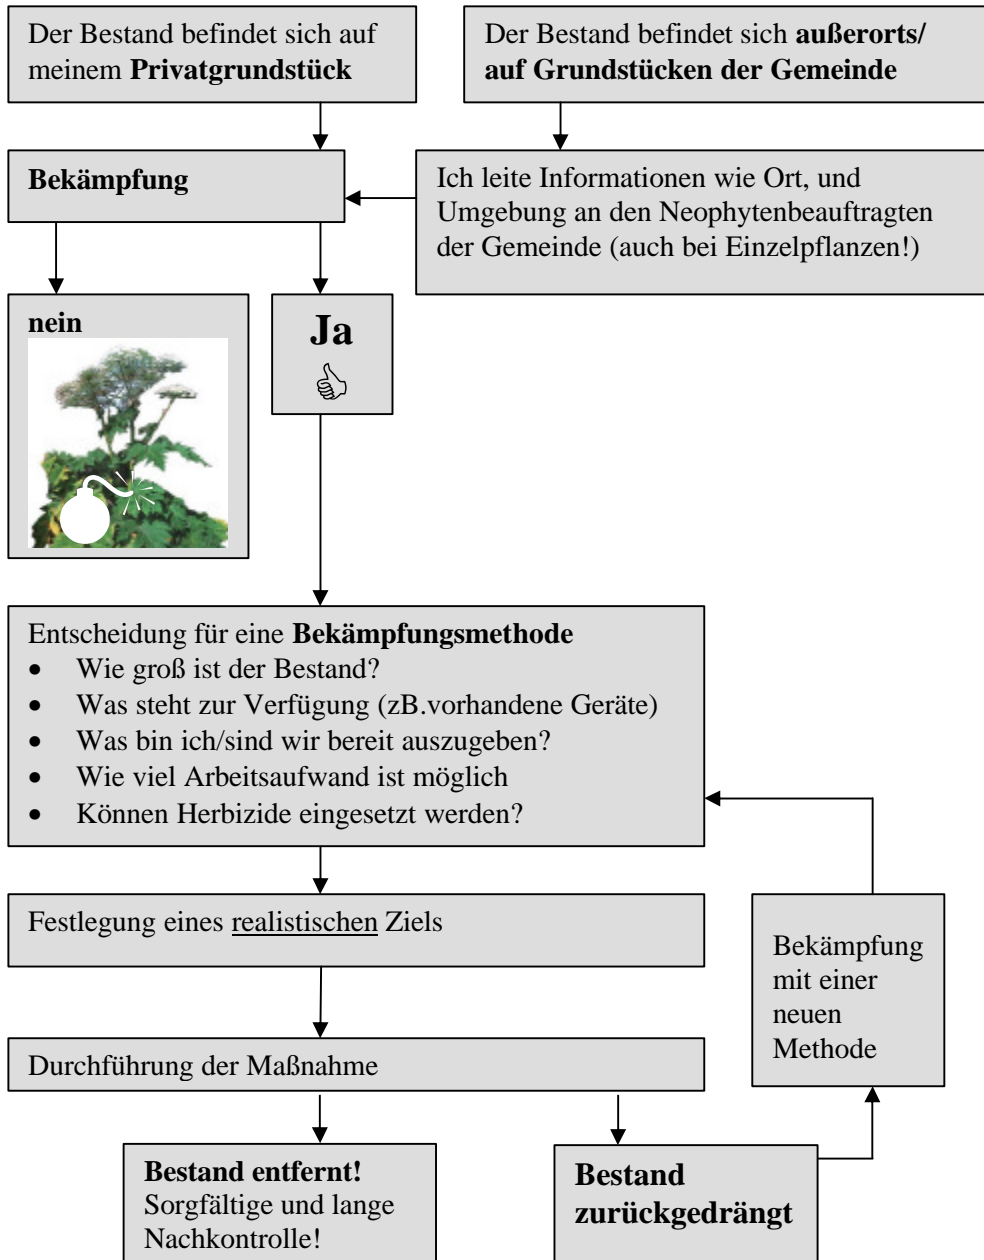 Der Bestand befindet sich auf
meinem Privatgrundstück
Der Bestand befindet sich außerorts/
auf Grundstücken der Gemeinde
Bekämpfung
Ich leite Informationen wie Ort, und
Umgebung an den Neophytenbeauftragten
der Gemeinde (auch bei Einzelpflanzen!)
nein
Ja
Entscheidung für eine Bekämpfungsmethode
• Wie groß ist der Bestand?
• Was steht zur Verfügung (zB.vorhandene Geräte)
• Was bin ich/sind wir bereit auszugeben?
• Wie viel Arbeitsaufwand ist möglich
• Können Herbizide eingesetzt werden?
Festlegung eines realistischen Ziels
Bekämpfung
mit einer
neuen
Methode
Durchführung der Maßnahme
Bestand entfernt!
Sorgfältige und lange
Nachkontrolle!
Bestand
zurückgedrängt